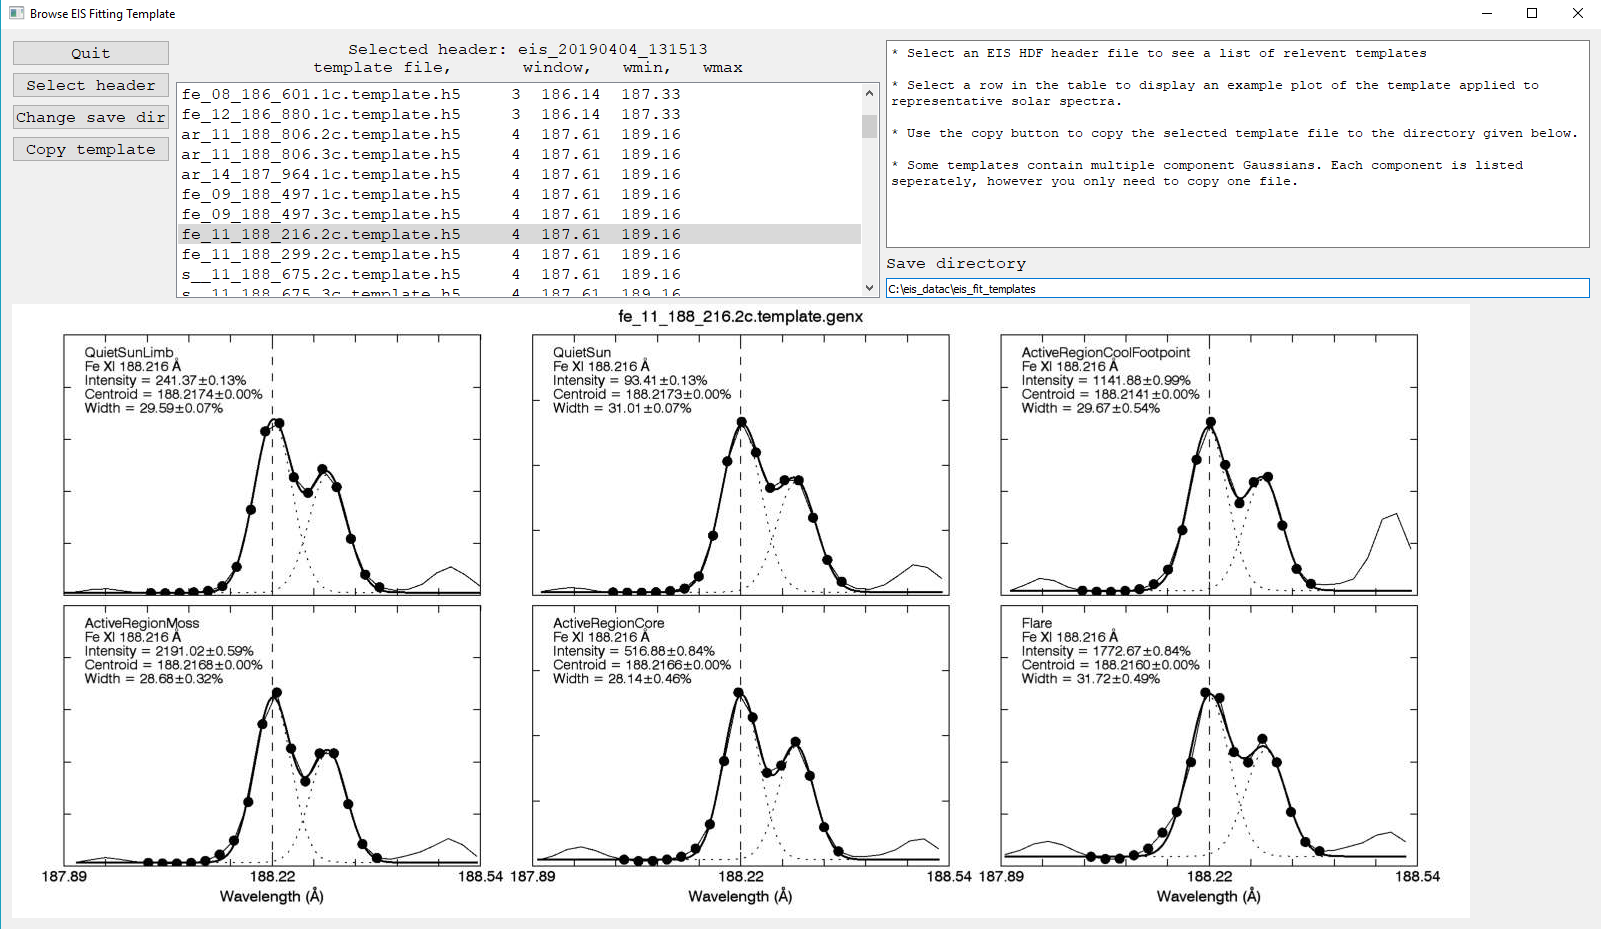 Browse EIS Fitting Template
Quit
Select header
Change save dir
Copy template
Selected header: eis_20190404_131513
template file, window, wmin, wmax
fe_08_186_601.1c.template.h5 3 186.14 187.33
fe_12_186_880.1c.template.h5 3 186.14 187.33
ar_11_188_806.2c.template.h5 4 187.61 189.16
ar_11_188_806.3c.template.h5 4 187.61 189.16
ar_14_187_964.1c.template.h5 4 187.61 189.16
fe_09_188_497.1c.template.h5 4 187.61 189.16
fe_09_188_497.3c.template.h5 4 187.61 189.16
fe_11_188_216.2c.template.h5 4 187.61 189.16
fe_11_188_299.2c.template.h5 4 187.61 189.16
s__11_188_675.2c.template.h5 4 187.61 189.16
s__11_188_675.3c.template.h5 4 187.61 189.16
* Select an EIS HDF header file to see a list of relevent templates
* Select a row in the table to display an example plot of the template applied to
representative solar spectra.
* Use the copy button to copy the selected template file to the directory given below.
* Some templates contain multiple component Gaussians. Each component is listed
seperately, however you only need to copy one file.
Save directory
C:\eis_datac\eis_fit_templates
fe_11_188_216.2c.template.genx
QuietSunLimb
Fe XI 188.216 Å
Intensity = 241.37±0.13%
Centroid = 188.2174±0.00%
Width = 29.59±0.07%
QuietSun
Fe XI 188.216 Å
Intensity = 93.41±0.13%
Centroid = 188.2173±0.00%
Width = 31.01±0.07%
ActiveRegionCoolFootpoint
Fe XI 188.216 Å
Intensity = 1141.88±0.99%
Centroid = 188.2141±0.00%
Width = 29.67±0.54%
ActiveRegionMoss
Fe XI 188.216 Å
Intensity = 2191.02±0.59%
Centroid = 188.2168±0.00%
Width = 28.68±0.32%
ActiveRegionCore
Fe XI 188.216 Å
Intensity = 516.88±0.84%
Centroid = 188.2166±0.00%
Width = 28.14±0.46%
Flare
Fe XI 188.216 Å
Intensity = 1772.67±0.84%
Centroid = 188.2160±0.00%
Width = 31.72±0.49%
187.89 188.22 188.54 187.89 188.22 188.54 187.89 188.22 188.54
Wavelength (Å) Wavelength (Å) Wavelength (Å)